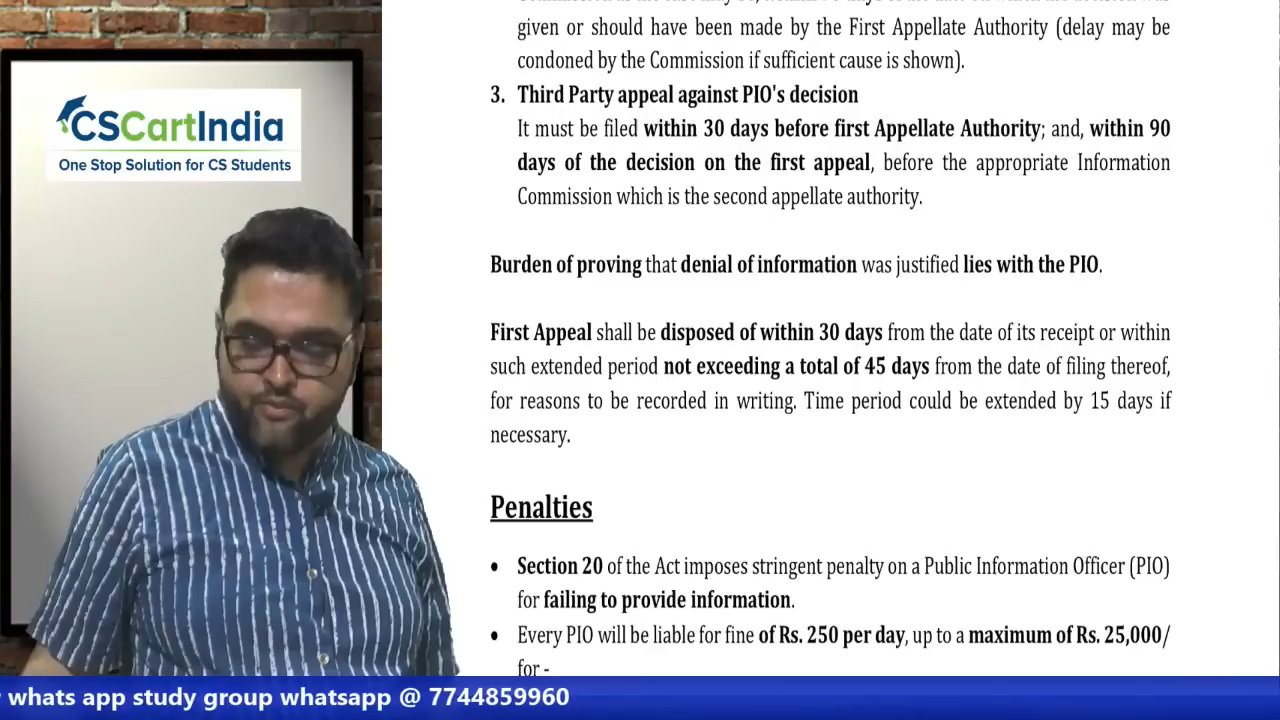 given or should have been made by the First Appellate Authority (delay may be
condoned by the Commission if sufficient cause is shown).
3. Third Party appeal against PIO's decision
It must be filed within 30 days before first Appellate Authority; and, within 90
days of the decision on the first appeal, before the appropriate Information
Commission which is the second appellate authority.
Burden of proving that denial of information was justified lies with the PIO.
First Appeal shall be disposed of within 30 days from the date of its receipt or within
such extended period not exceeding a total of 45 days from the date of filing thereof,
for reasons to be recorded in writing. Time period could be extended by 15 days if
necessary.
Penalties
• Section 20 of the Act imposes stringent penalty on a Public Information Officer (PIO)
for failing to provide information.
• Every PIO will be liable for fine of Rs. 250 per day, up to a maximum of Rs. 25,000/
for -
CSCartIndia
One Stop Solution for CS Students
whats app study group whatsapp @ 7744859960